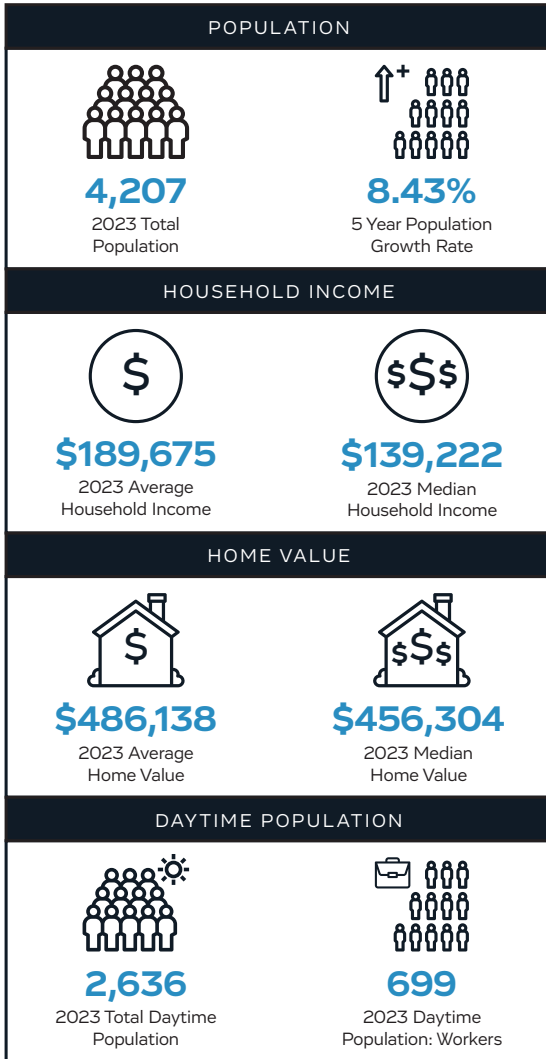 POPULATION
4,207
2023 Total
Population
8.43%
5 Year Population
Growth Rate
HOUSEHOLD INCOME
$
$189,675
2023 Average
Household Income
$$$
$139,222
2023 Median
Household Income
HOME VALUE
$
$486,138
2023 Average
Home Value
$$$
$456,304
2023 Median
Home Value
DAYTIME POPULATION
2,636
2023 Total Daytime
Population
699
2023 Daytime
Population: Workers